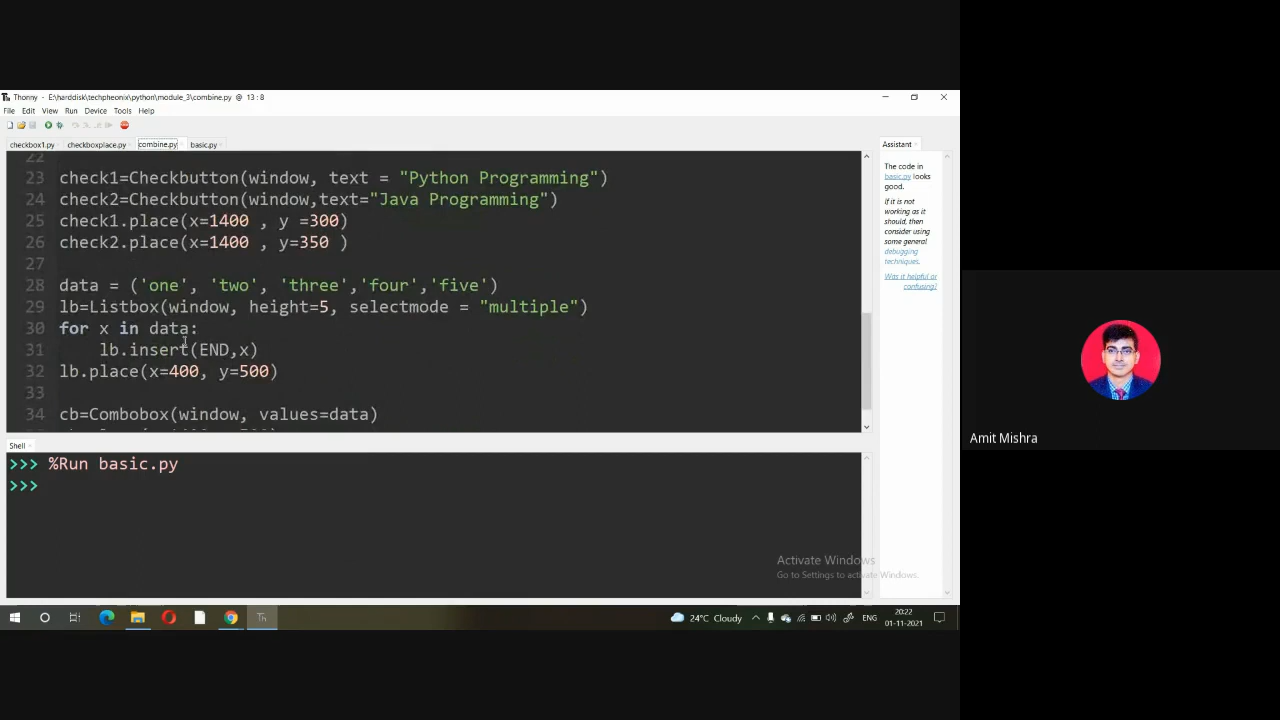 Thonny - E:\harddisk\techpheonix\python\module_3\combine.py @ 13 : 8
File Edit View Run Device Tools Help
checkbox1.py checkboxplace.py combine.py basic.py
22
23 check1=Checkbutton(window, text = "Python Programming")
24 check2=Checkbutton(window,text="Java Programming")
25 check1.place(x=1400 , y =300)
26 check2.place(x=1400 , y=350 )
27
28 data = ('one', 'two', 'three','four','five')
29 lb=Listbox(window, height=5, selectmode = "multiple")
30 for x in data:
31 lb.insert(END,x)
32 lb.place(x=400, y=500)
33
34 cb=Combobox(window, values=data)
Shell
>>> %Run basic.py
>>>
Assistant
The code in
basic.py looks
good.
If it is not
working as it
should, then
consider using
some general
debugging
techniques.
Was it helpful or
confusing?
Activate Windows
Go to Settings to activate Windows.
Th
24°C Cloudy
ENG
20:22
01-11-2021
Amit Mishra